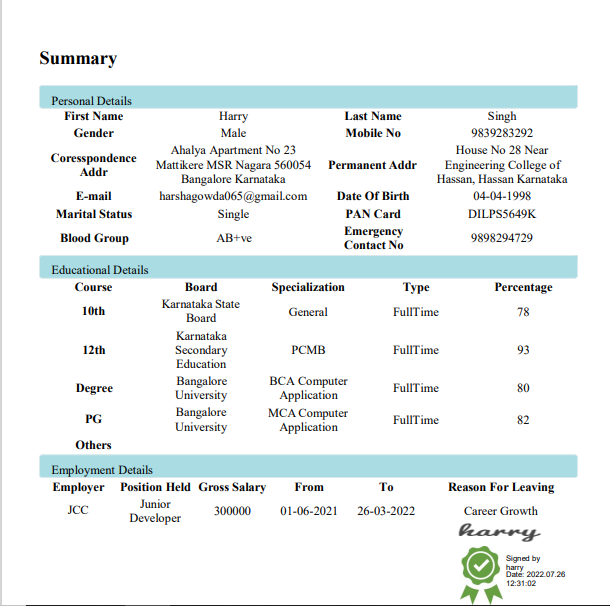 Summary
Personal Details
First Name Harry Last Name Singh
Gender Male Mobile No 9839283292
Coresspondence Addr Ahalya Apartment No 23 Mattikere MSR Nagara 560054 Bangalore Karnataka Permanent Addr House No 28 Near Engineering College of Hassan, Hassan Karnataka
E-mail harshagowda065@gmail.com Date Of Birth 04-04-1998
Marital Status Single PAN Card DILPS5649K
Blood Group AB+ve Emergency Contact No 9898294729
Educational Details
Course Board Specialization Type Percentage
10th Karnataka State Board General FullTime 78
12th Karnataka Secondary Education PCMB FullTime 93
Degree Bangalore University BCA Computer Application FullTime 80
PG Bangalore University MCA Computer Application FullTime 82
Others
Employment Details
Employer Position Held Gross Salary From To Reason For Leaving
JCC Junior Developer 300000 01-06-2021 26-03-2022 Career Growth
harry
Signed by
harry
Date: 2022.07.26
12:31:02